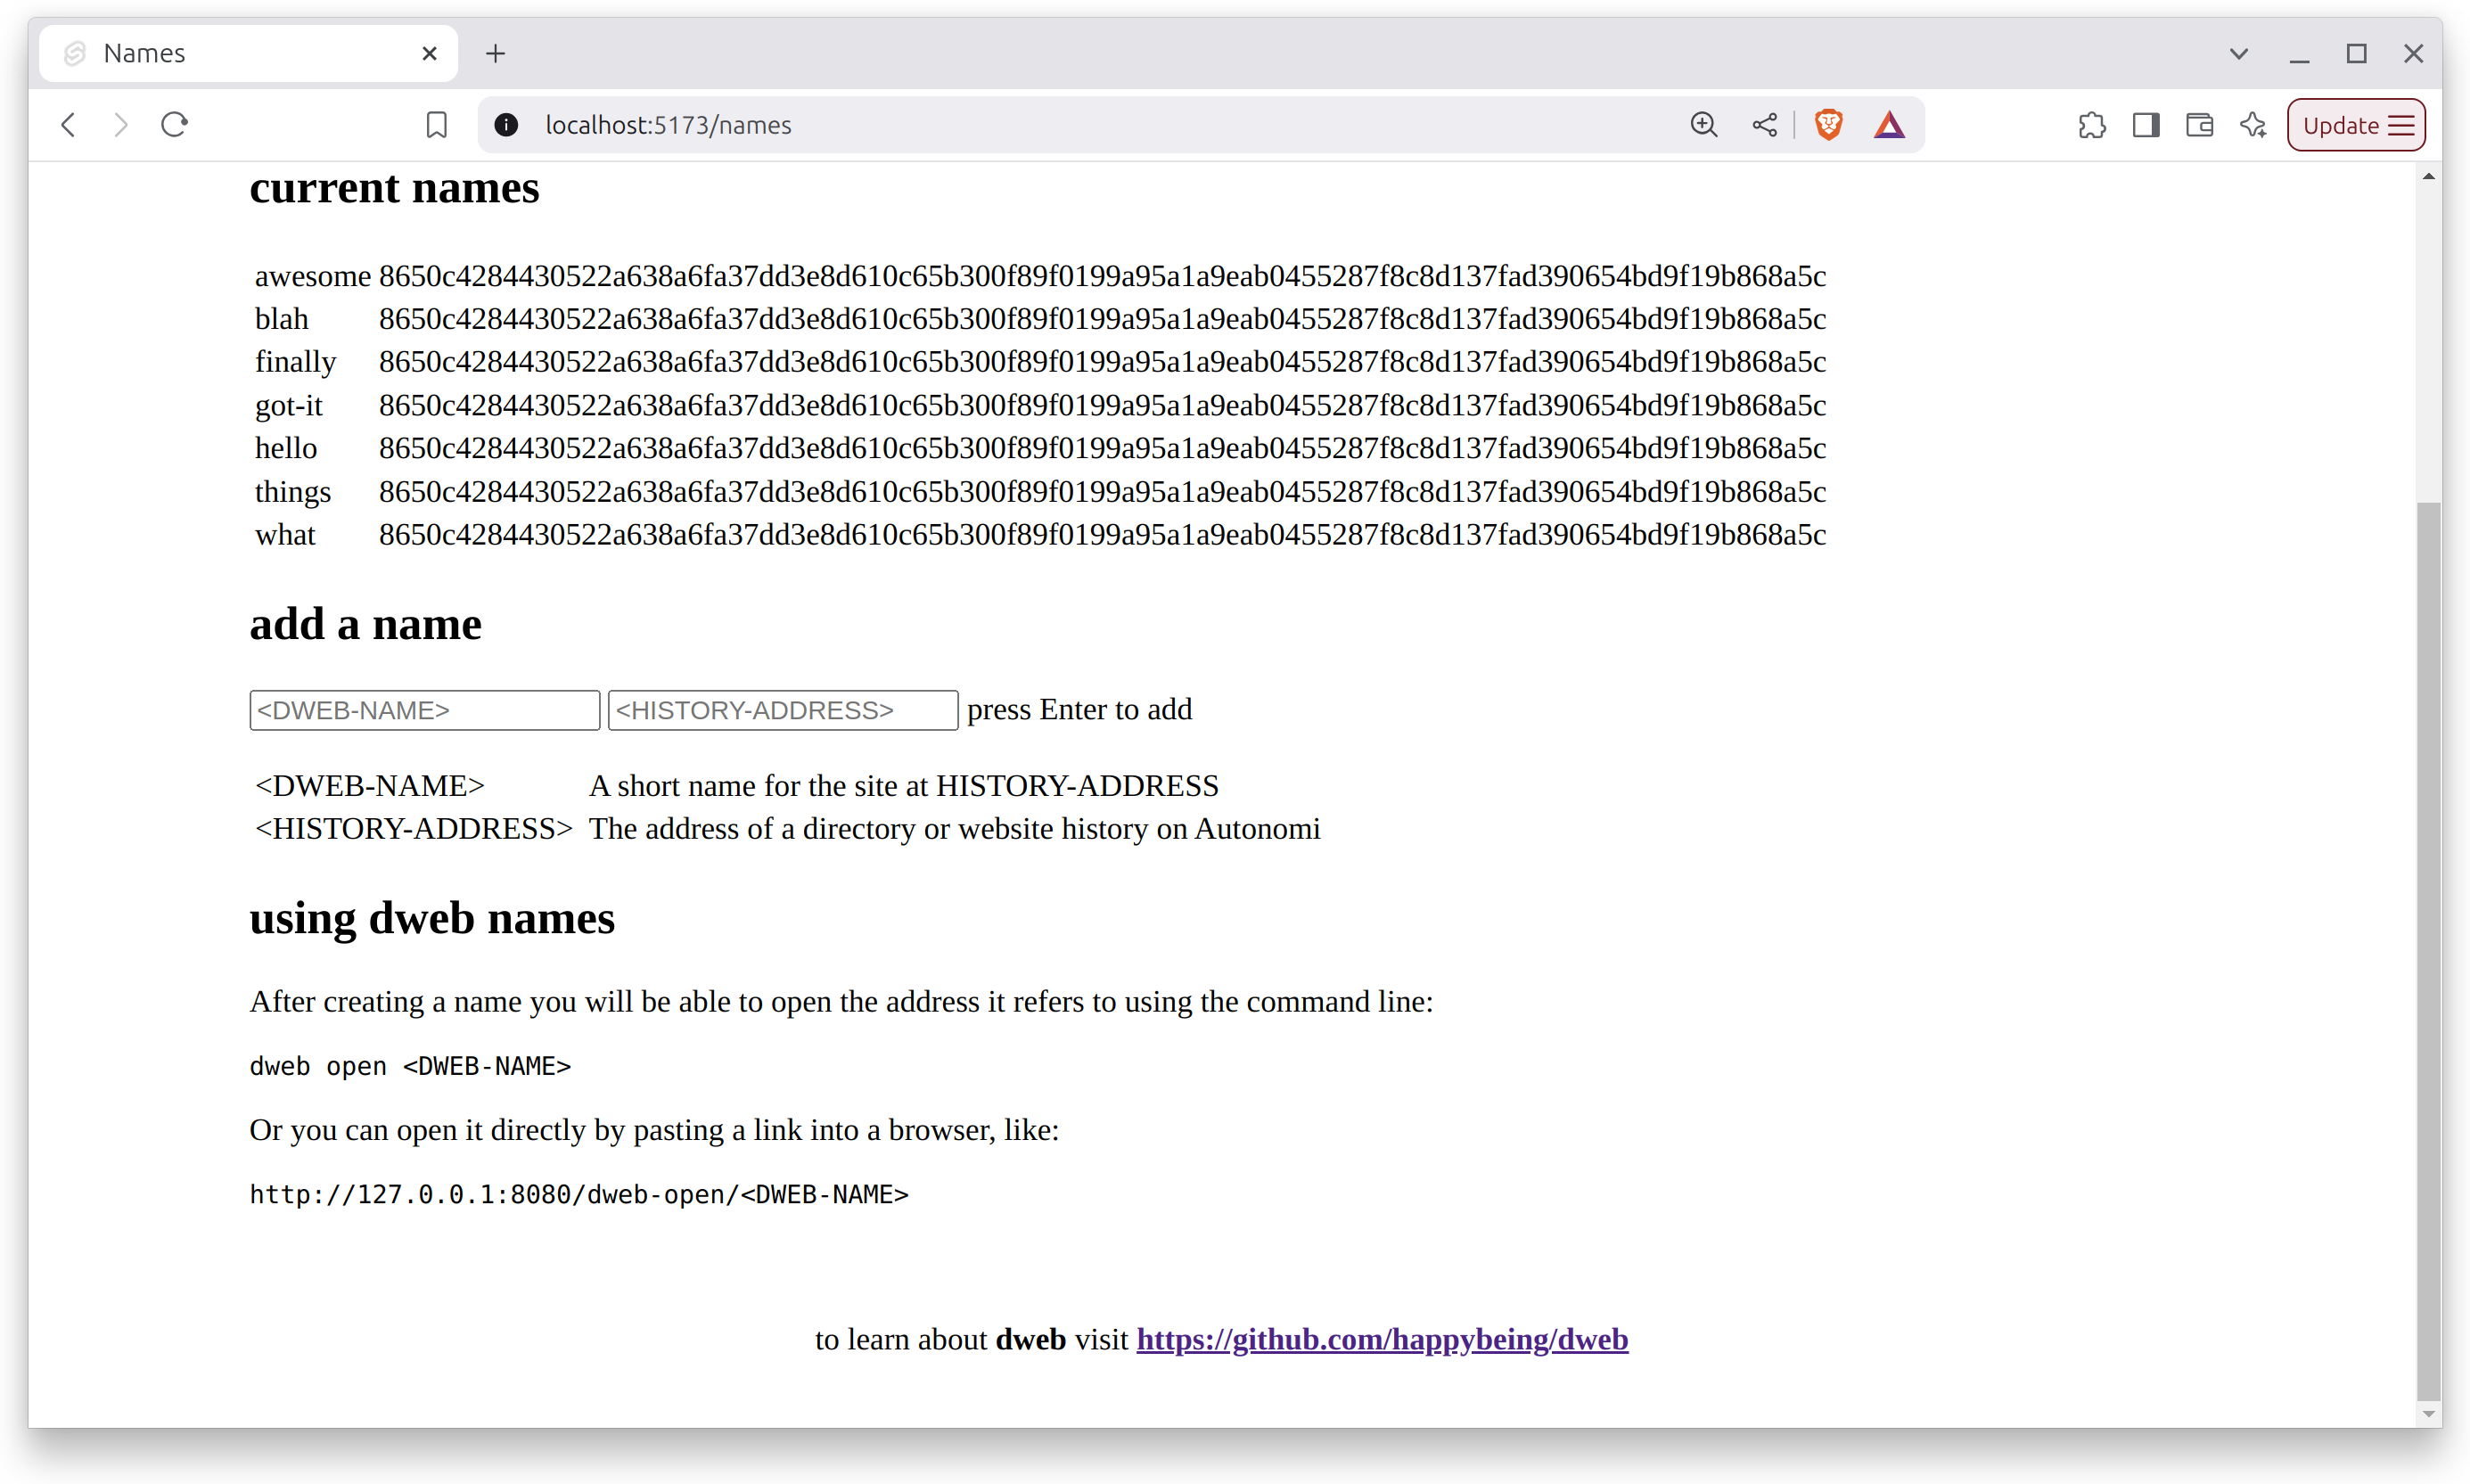 Names
localhost:5173/names
Update
current names
awesome 8650c4284430522a638a6fa37dd3e8d610c65b300f89f0199a95a1a9eab0455287f8c8d137fad390654bd9f19b868a5c
blah 8650c4284430522a638a6fa37dd3e8d610c65b300f89f0199a95a1a9eab0455287f8c8d137fad390654bd9f19b868a5c
finally 8650c4284430522a638a6fa37dd3e8d610c65b300f89f0199a95a1a9eab0455287f8c8d137fad390654bd9f19b868a5c
got-it 8650c4284430522a638a6fa37dd3e8d610c65b300f89f0199a95a1a9eab0455287f8c8d137fad390654bd9f19b868a5c
hello 8650c4284430522a638a6fa37dd3e8d610c65b300f89f0199a95a1a9eab0455287f8c8d137fad390654bd9f19b868a5c
things 8650c4284430522a638a6fa37dd3e8d610c65b300f89f0199a95a1a9eab0455287f8c8d137fad390654bd9f19b868a5c
what 8650c4284430522a638a6fa37dd3e8d610c65b300f89f0199a95a1a9eab0455287f8c8d137fad390654bd9f19b868a5c
add a name
<DWEB-NAME> <HISTORY-ADDRESS> press Enter to add
<DWEB-NAME> A short name for the site at HISTORY-ADDRESS
<HISTORY-ADDRESS> The address of a directory or website history on Autonomi
using dweb names
After creating a name you will be able to open the address it refers to using the command line:
dweb open <DWEB-NAME>
Or you can open it directly by pasting a link into a browser, like:
http://127.0.0.1:8080/dweb-open/<DWEB-NAME>
to learn about dweb visit https://github.com/happybeing/dweb